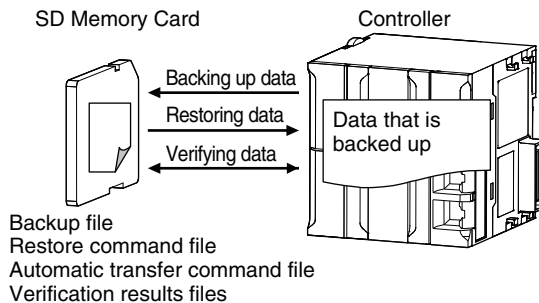 SD Memory Card
Controller
Backing up data
Restoring data
Verifying data
Data that is
backed up
Backup file
Restore command file
Automatic transfer command file
Verification results files